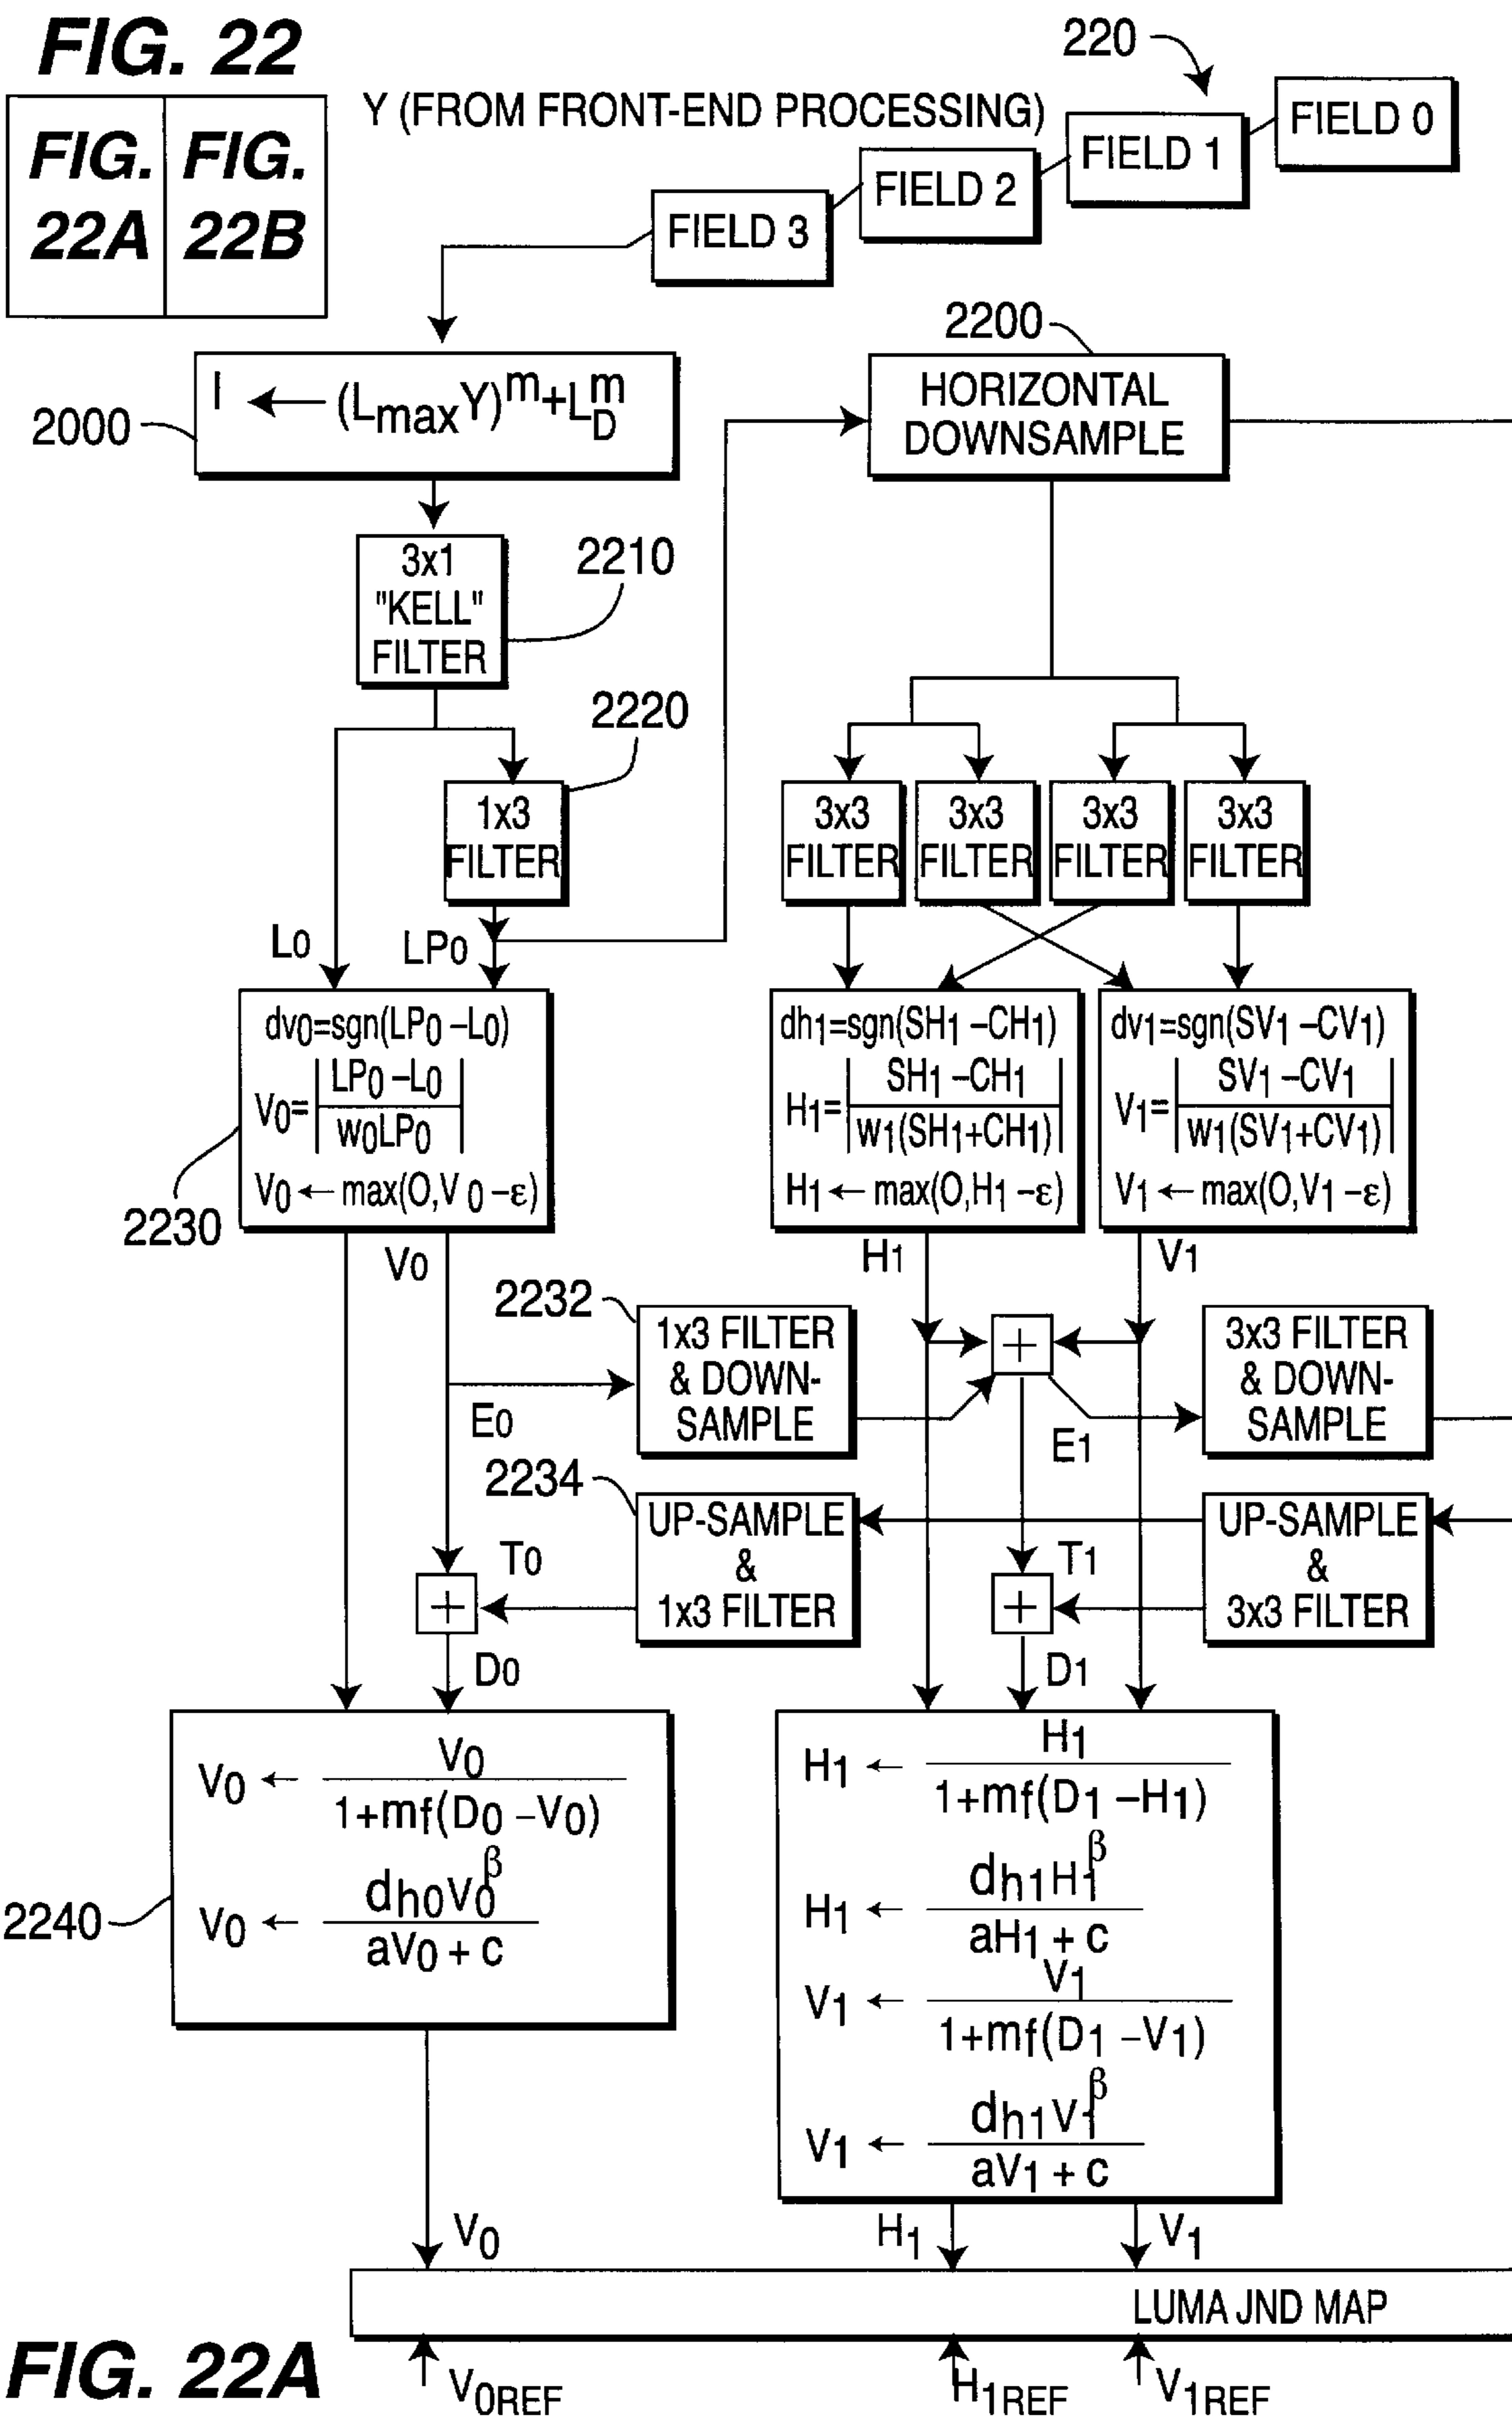 FIG. 22
FIG. 22A
FIG. 22B
220
Y (FROM FRONT-END PROCESSING)
FIELD 0
FIELD 1
FIELD 2
FIELD 3
2000
I ← (LmaxY)^m+L_D^m
2200
HORIZONTAL
DOWNSAMPLE
3x1
"KELL"
FILTER
2210
2220
1x3
FILTER
3x3
FILTER
3x3
FILTER
3x3
FILTER
3x3
FILTER
L0
LP0
dv0=sgn(LP0 –L0)
V0= | LP0 –L0 / w0LP0 |
V0 ← max(O,V0 –ε)
2230
dh1=sgn(SH1 –CH1)
H1= | SH1 –CH1 / w1(SH1+CH1) |
H1 ← max(O,H1 –ε)
dv1=sgn(SV1 –CV1)
V1= | SV1 –CV1 / w1(SV1+CV1) |
V1 ← max(O,V1 –ε)
V0
H1
V1
2232
1x3 FILTER
& DOWN-
SAMPLE
+
3x3 FILTER
& DOWN-
SAMPLE
E0
E1
2234
UP-SAMPLE
&
1x3 FILTER
UP-SAMPLE
&
3x3 FILTER
T0
T1
+
+
D0
D1
V0 ← V0 / 1+mf(D0 –V0)
V0 ← dh0V0^β / aV0 + c
2240
H1 ← H1 / 1+mf(D1 –H1)
H1 ← dh1H1^β / aH1 + c
V1 ← V1 / 1+mf(D1 –V1)
V1 ← dh1V1^β / aV1 + c
V0
H1
V1
LUMA JND MAP
V0REF
H1REF
V1REF
FIG. 22A